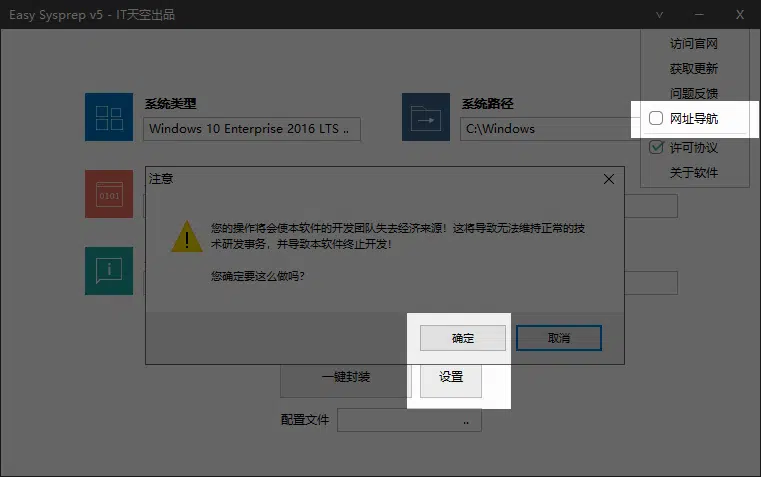 Easy Sysprep v5 - IT天空出品
访问官网
获取更新
问题反馈
网址导航
许可协议
关于软件
系统类型
Windows 10 Enterprise 2016 LTS ..
系统路径
C:\Windows
0101
注意
您的操作将会使本软件的开发团队失去经济来源！这将导致无法维持正常的技
术研发事务，并导致本软件终止开发！
您确定要这么做吗？
确定
取消
一键封装
设置
配置文件
..